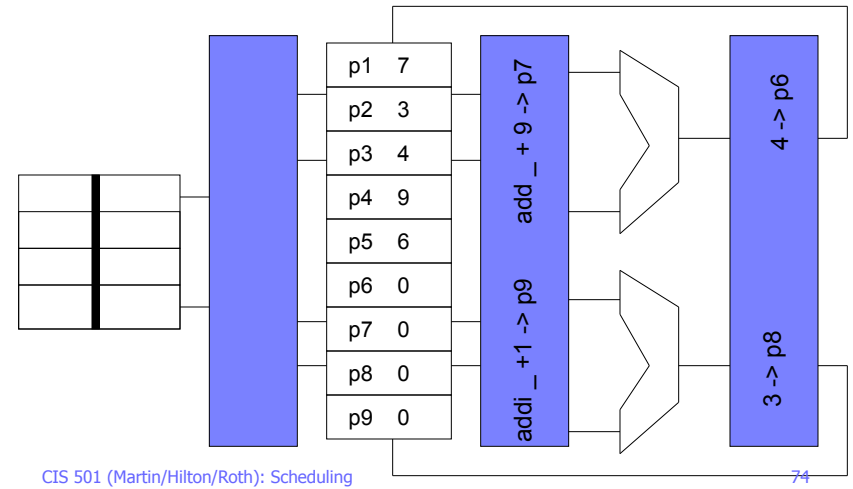 p1 7
p2 3
p3 4
p4 9
p5 6
p6 0
p7 0
p8 0
p9 0
add _ + 9 -> p7
addi _ +1 -> p9
4 -> p6
3 -> p8
CIS 501 (Martin/Hilton/Roth): Scheduling
74